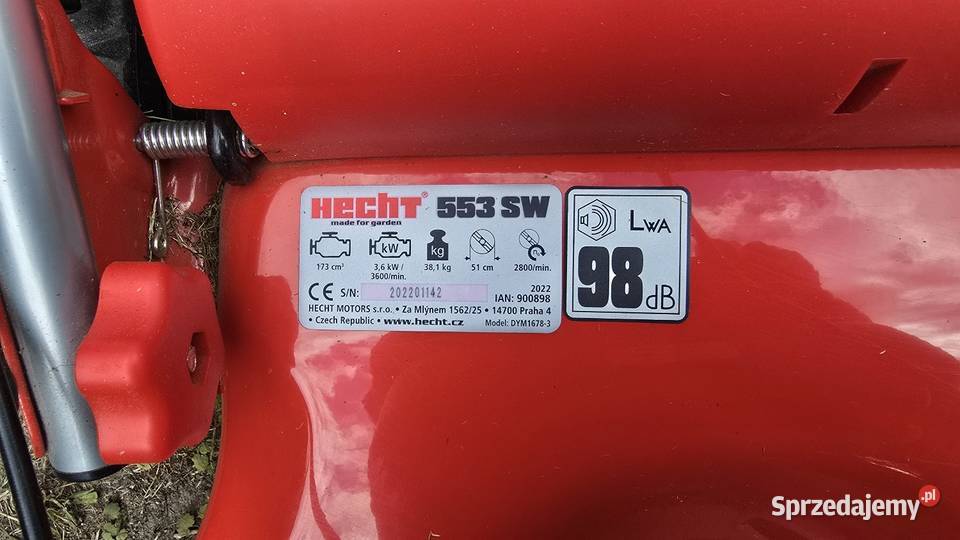 HECHT® 553 SW
made for garden
kW
kg
173 cm³
3,6 kW /
3600/min.
38,1 kg
51 cm
2800/min.
2022
CE S/N: 202201142
IAN: 900898
HECHT MOTORS s.r.o. • Za Mlýnem 1562/25 • 14700 Praha 4
• Czech Republic • www.hecht.cz
Model: DYM1678-3
LWA
98 dB
Sprzedajemy.pl